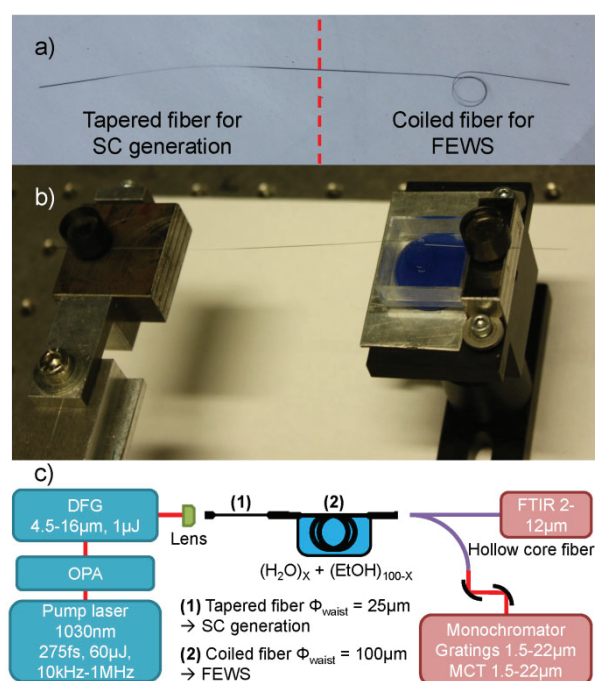 a)
Tapered fiber for
SC generation
Coiled fiber for
FEWS
b)
c)
DFG
4.5-16µm, 1µJ
OPA
Pump laser
1030nm
275fs, 60µJ,
10kHz-1MHz
Lens
(1)
(2)
(H₂O)X + (EtOH)100-X
(1) Tapered fiber Φwaist = 25µm
→ SC generation
(2) Coiled fiber Φwaist = 100µm
→ FEWS
FTIR 2-
12µm
Hollow core fiber
Monochromator
Gratings 1.5-22µm
MCT 1.5-22µm